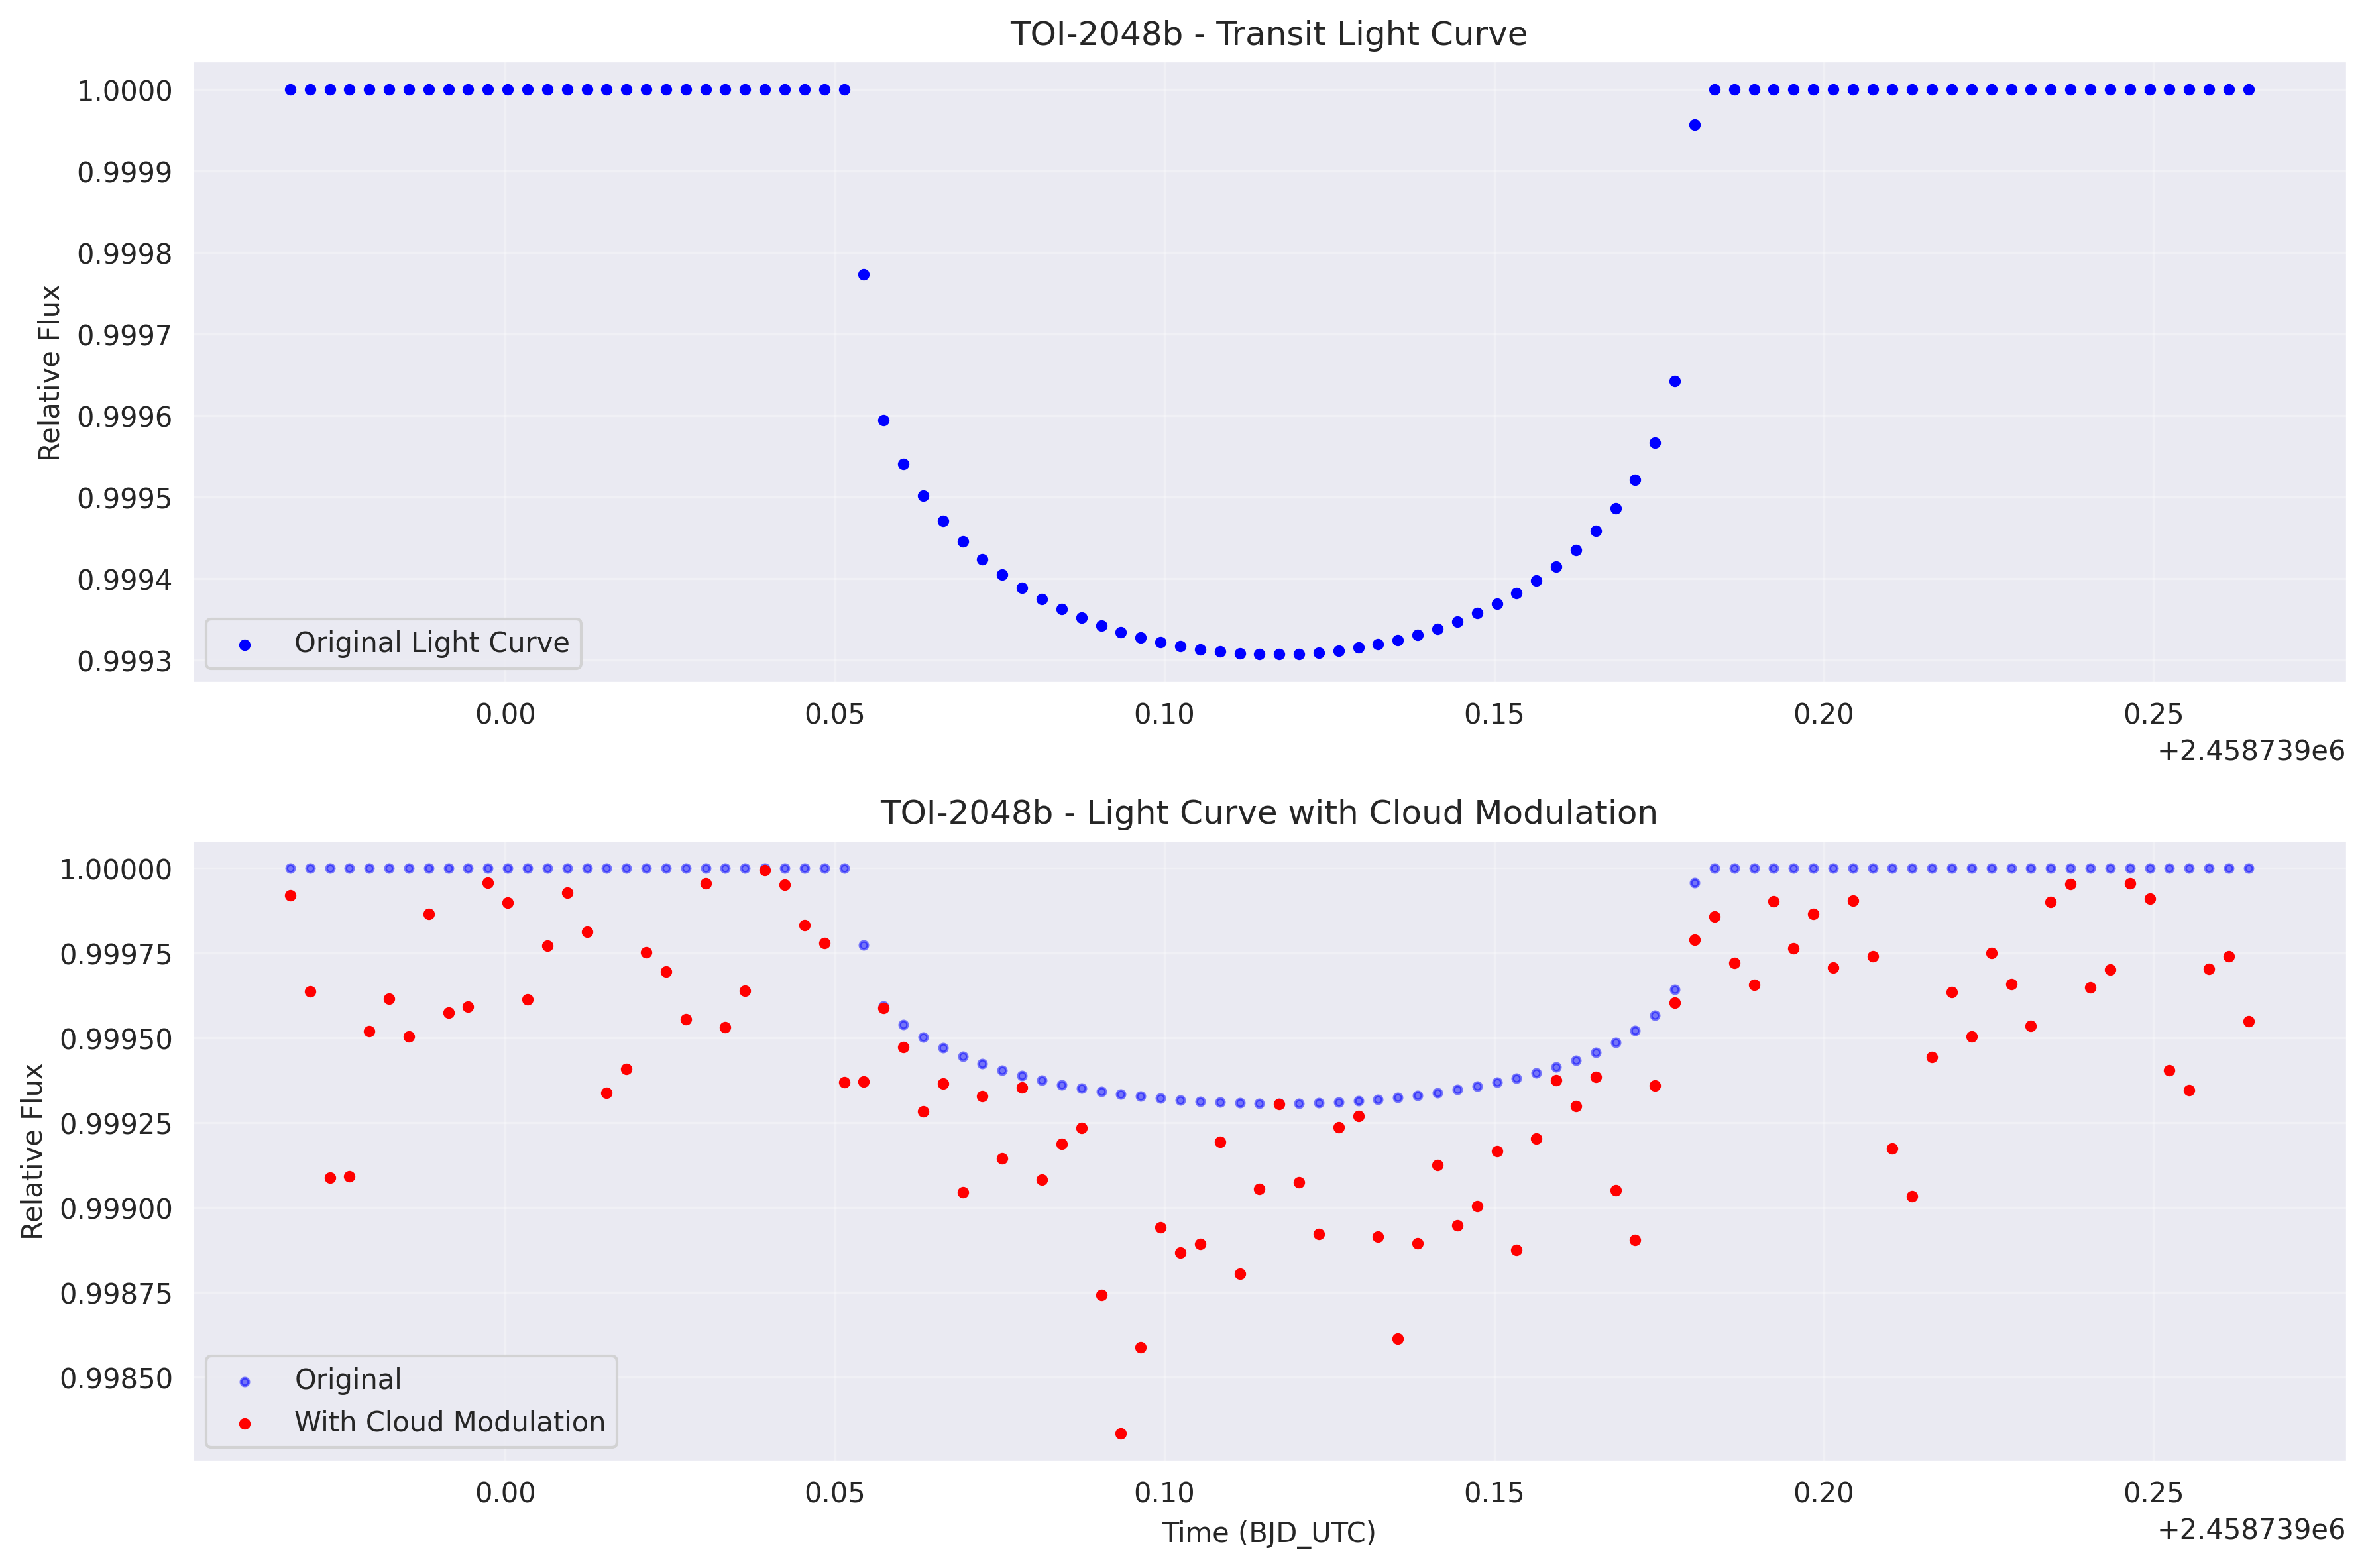 TOI-2048b - Transit Light Curve
Relative Flux
1.0000
0.9999
0.9998
0.9997
0.9996
0.9995
0.9994
0.9993
Original Light Curve
0.00 0.05 0.10 0.15 0.20 0.25
+2.458739e6
TOI-2048b - Light Curve with Cloud Modulation
Relative Flux
1.00000
0.99975
0.99950
0.99925
0.99900
0.99875
0.99850
Original
With Cloud Modulation
0.00 0.05 0.10 0.15 0.20 0.25
Time (BJD_UTC)
+2.458739e6